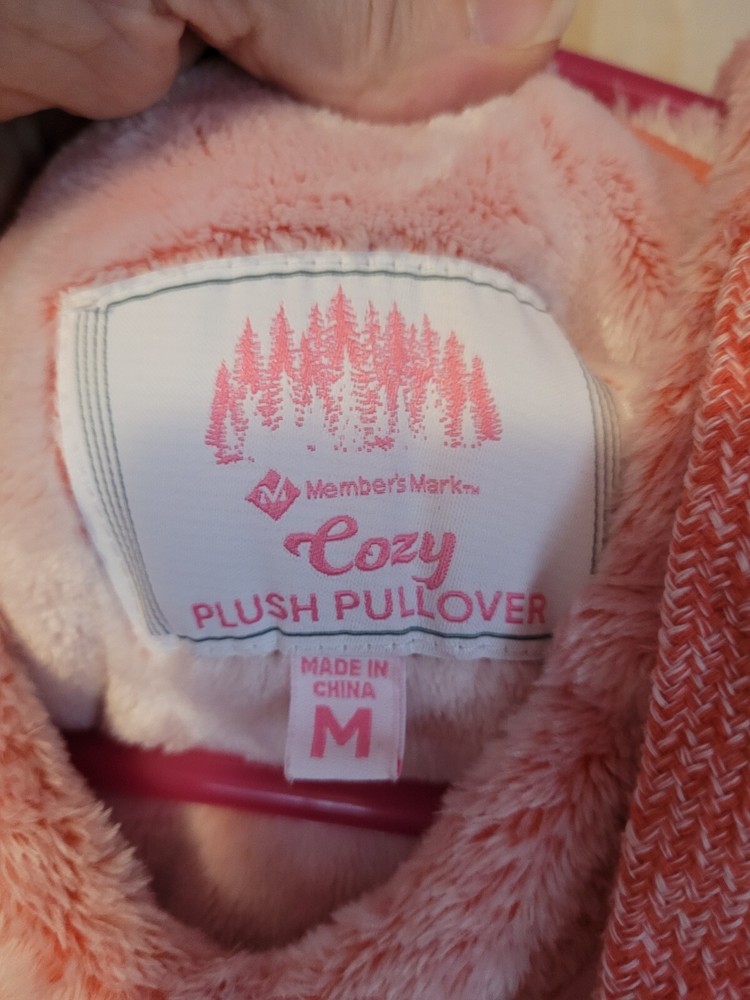 Member's Mark™
Cozy
PLUSH PULLOVER
MADE IN
CHINA
M